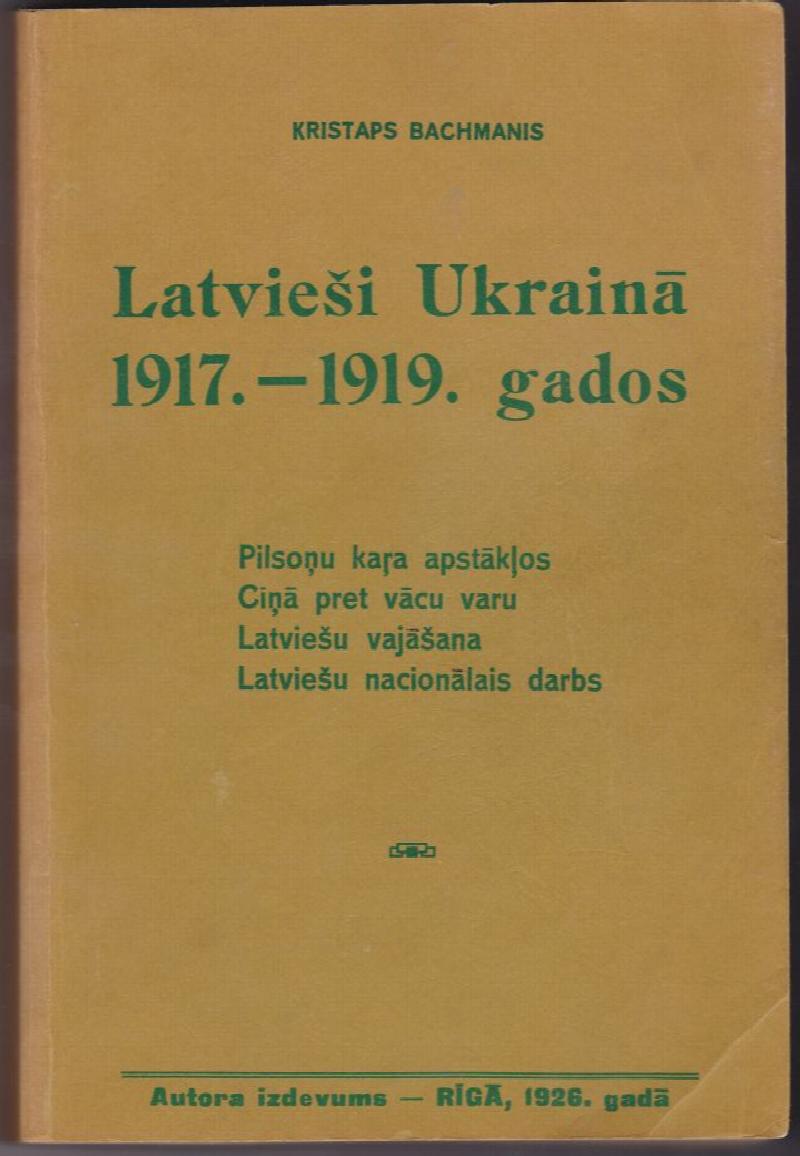 KRISTAPS BACHMANIS
Latvieši Ukrainā
1917.—1919. gados
Pilsoņu kaŗa apstākļos
Ciņā pret vācu varu
Latviešu vajāšana
Latviešu nacionālais darbs
Autora izdevums — RĪGĀ, 1926. gadā